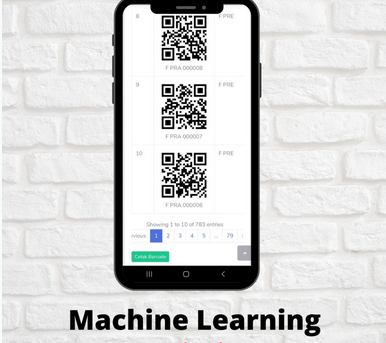 8 F PRE
F PRA 000008
9 F PRE
F PRA 000007
10 F PRE
F PRA 000006
Showing 1 to 10 of 783 entries
evious 1 2 3 4 5 ... 79
Cetak Barcode
Machine Learning